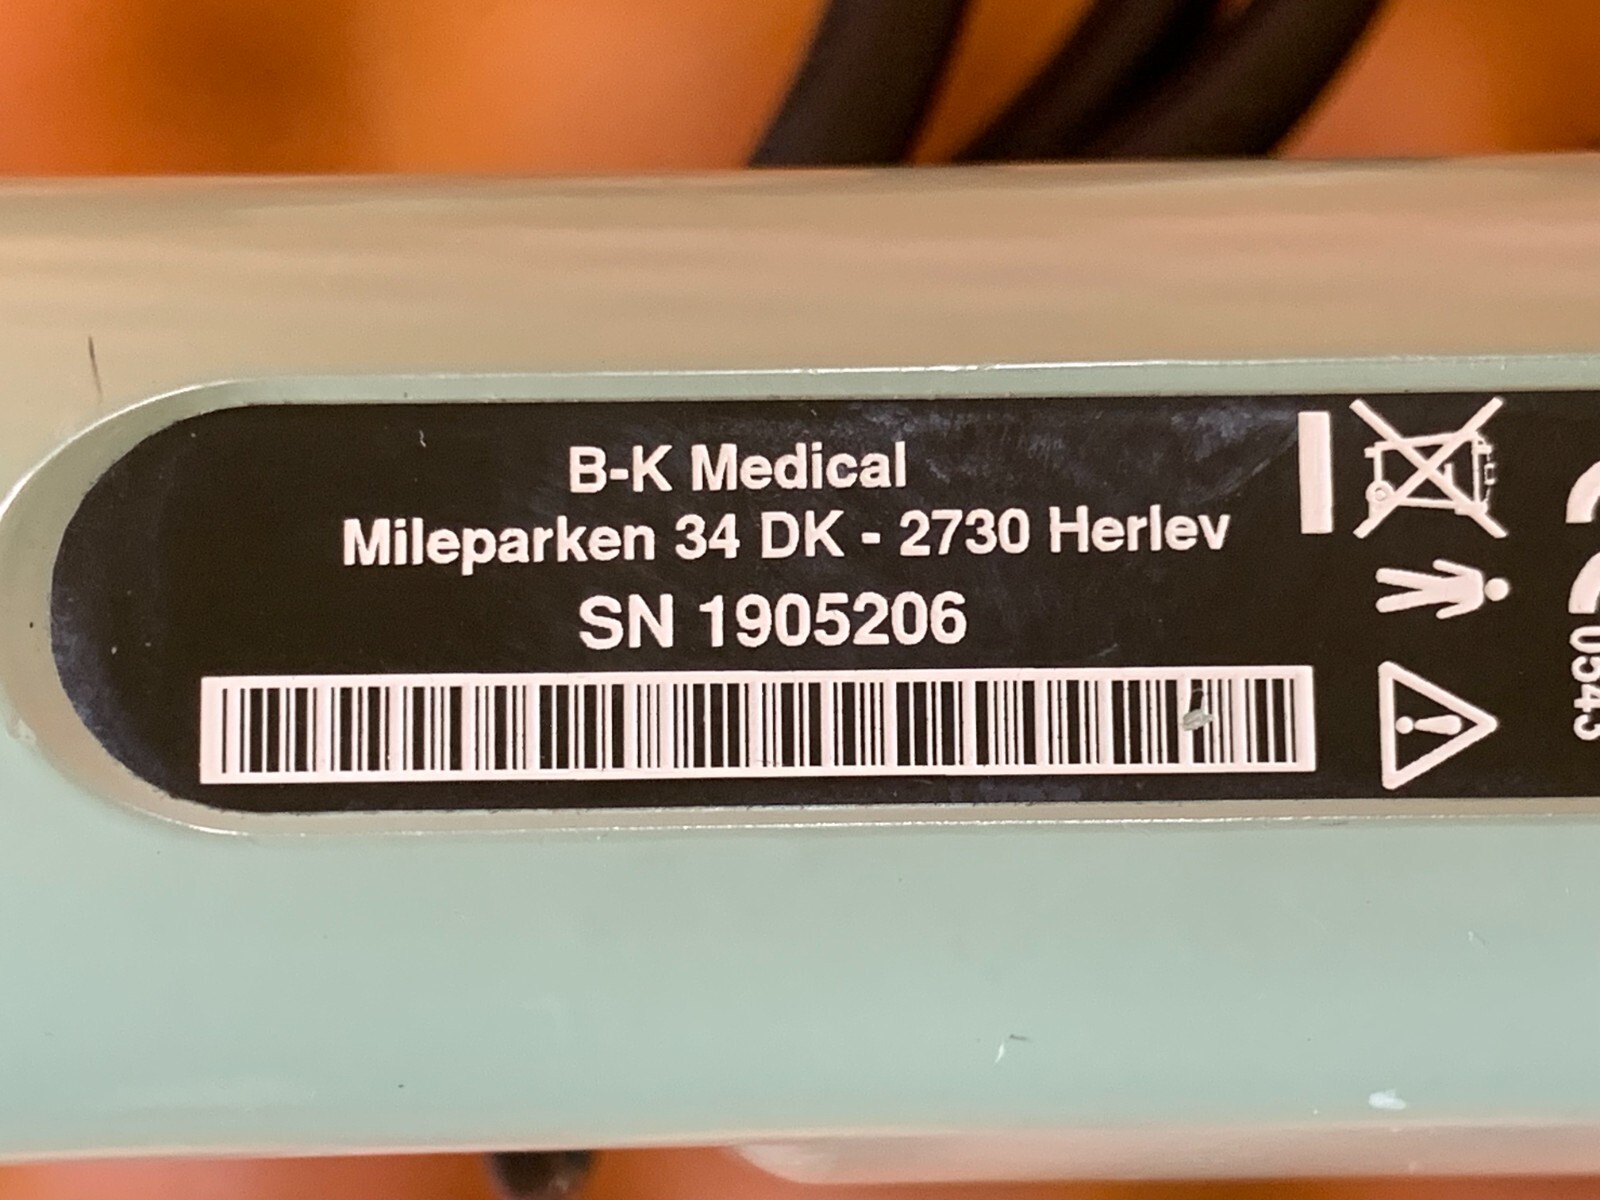 B-K Medical
Mileparken 34 DK - 2730 Herlev
SN 1905206
0543